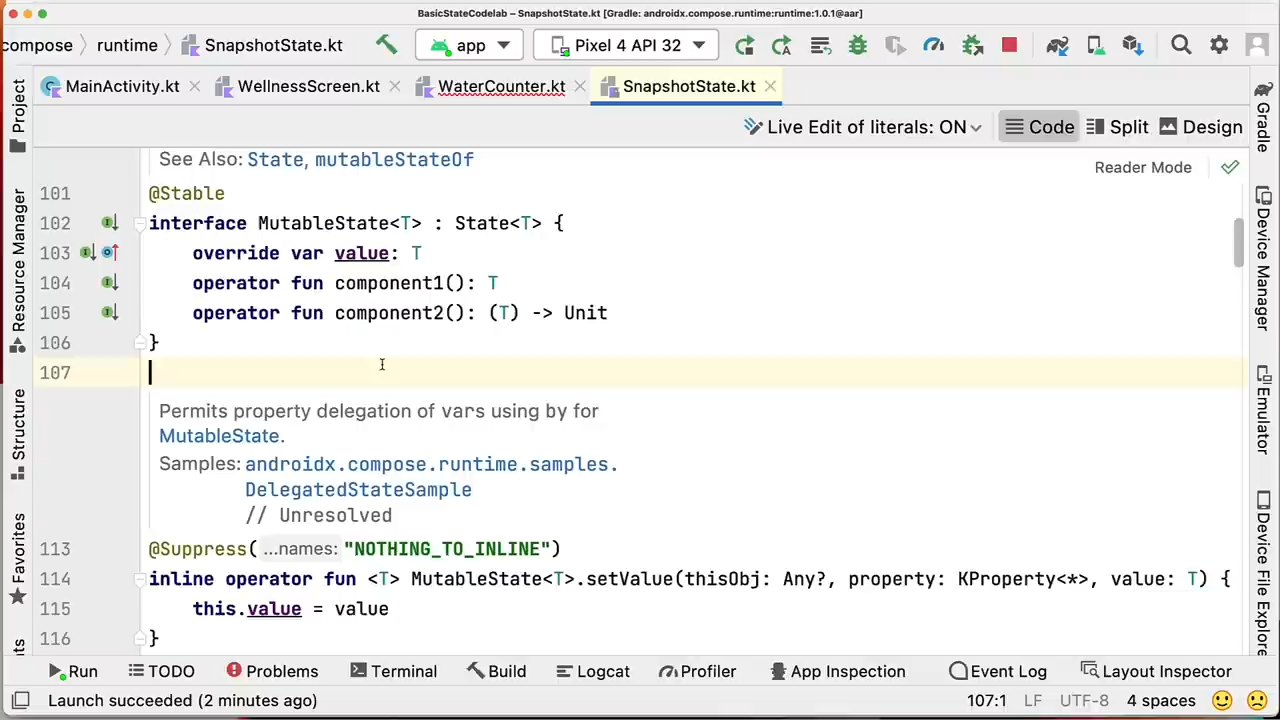 BasicStateCodelab – SnapshotState.kt [Gradle: androidx.compose.runtime:runtime:1.0.1@aar]
compose runtime SnapshotState.kt app Pixel 4 API 32
MainActivity.kt WellnessScreen.kt WaterCounter.kt SnapshotState.kt
Live Edit of literals: ON Code Split Design
Project
Resource Manager
Structure
Favorites
Gradle
Device Manager
Emulator
Device File Explorer
Reader Mode
See Also: State, mutableStateOf
101 @Stable
102 interface MutableState<T> : State<T> {
103 override var value: T
104 operator fun component1(): T
105 operator fun component2(): (T) -> Unit
106 }
107
Permits property delegation of vars using by for
MutableState.
Samples: androidx.compose.runtime.samples.
DelegatedStateSample
// Unresolved
113 @Suppress( ...names: "NOTHING_TO_INLINE")
114 inline operator fun <T> MutableState<T>.setValue(thisObj: Any?, property: KProperty<*>, value: T) {
115 this.value = value
116 }
Run TODO Problems Terminal Build Logcat Profiler App Inspection Event Log Layout Inspector
Launch succeeded (2 minutes ago) 107:1 LF UTF-8 4 spaces